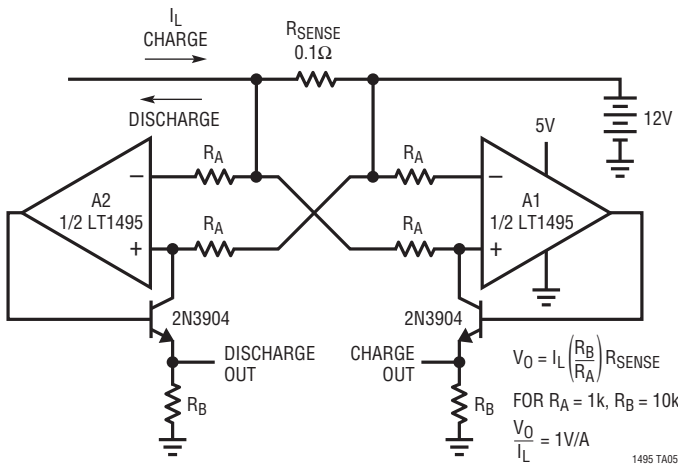 I_L
CHARGE
R_SENSE
0.1Ω
DISCHARGE
12V
5V
R_A
R_A
A2
1/2 LT1495
−
+
R_A
R_A
−
+
A1
1/2 LT1495
2N3904
2N3904
DISCHARGE
OUT
CHARGE
OUT
R_B
R_B
V_O = I_L (R_B/R_A) R_SENSE
FOR R_A = 1k, R_B = 10k
V_O/I_L = 1V/A
1495 TA05